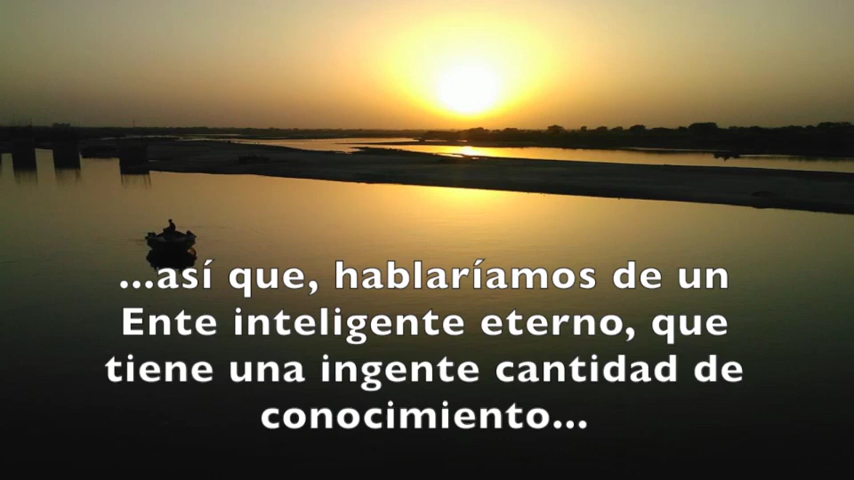 ...así que, hablaríamos de un
Ente inteligente eterno, que
tiene una ingente cantidad de
conocimiento...